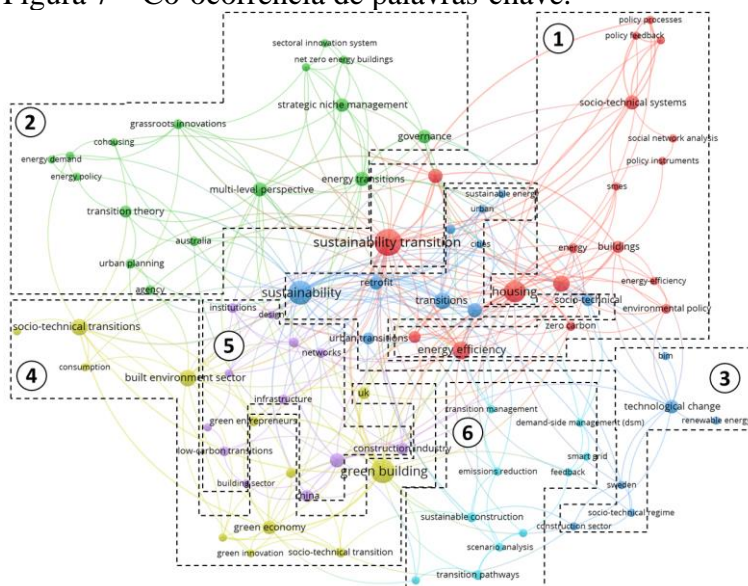 Figura 7 – Co-ocorrência de palavras-chave.
policy processes
1
policy feedback
sectoral innovation system
net zero energy buildings
strategic niche management
socio-technical systems
2
grassroots innovations
governance
cohousing
social network analysis
energy demand
policy instruments
energy policy
energy transitions
multi-level perspective
sustainable energy
smes
transition theory
urban
sustainability transition
cities
australia
energy
buildings
urban planning
retrofit
energy-efficiency
agency
sustainability
housing
transitions
socio-technical
institutions
environmental policy
design
socio-technical transitions
5
zero carbon
urban transitions
4
networks
energy efficiency
bim
3
consumption
built environment sector
uk
infrastructure
transition management
technological change
green entrepreneurs
6
demand-side management (dsm)
renewable energy
low-carbon transitions
construction industry
smart grid
green building
emissions reduction
feedback
building sector
sweden
china
socio-technical regime
green economy
sustainable construction
construction sector
scenario analysis
green innovation
socio-technical transition
transition pathways